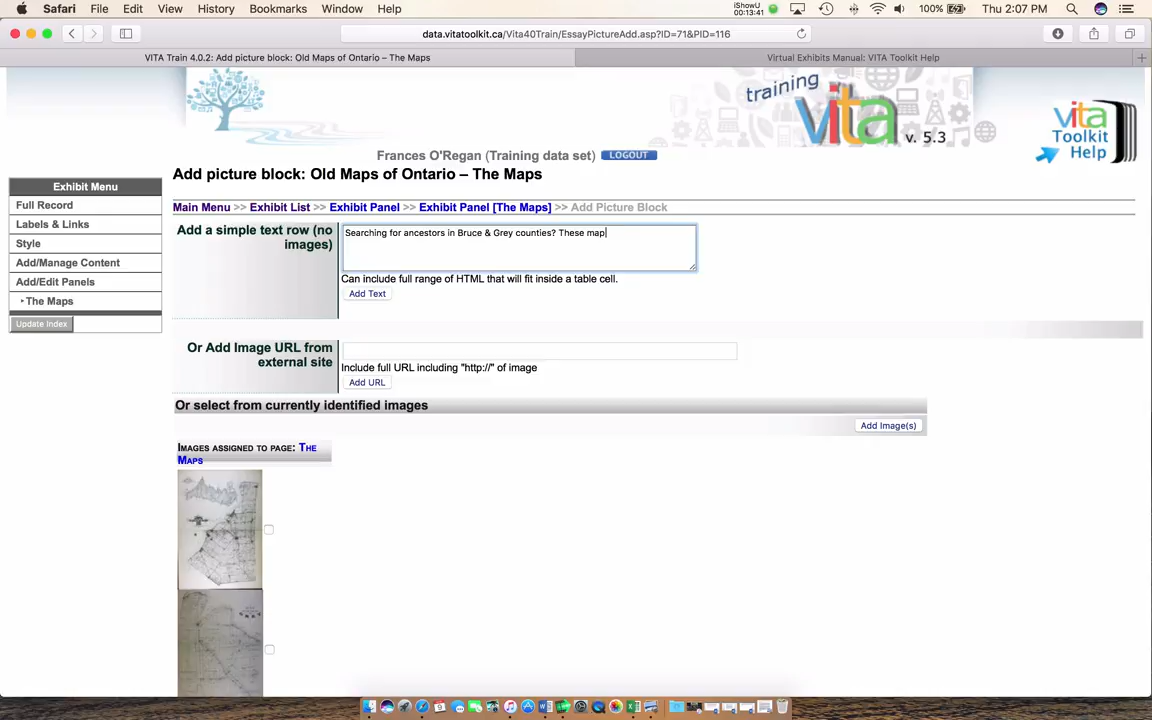 Safari File Edit View History Bookmarks Window Help
iShowU
00:13:41
100%
Thu 2:07 PM
data.vitatoolkit.ca/Vita40Train/EssayPictureAdd.asp?ID=71&PID=116
VITA Train 4.0.2: Add picture block: Old Maps of Ontario – The Maps
Virtual Exhibits Manual: VITA Toolkit Help
training
vita
v. 5.3
vita
Toolkit
Help
Frances O'Regan (Training data set) LOGOUT
Add picture block: Old Maps of Ontario – The Maps
Main Menu >> Exhibit List >> Exhibit Panel >> Exhibit Panel [The Maps] >> Add Picture Block
Exhibit Menu
Full Record
Labels & Links
Style
Add/Manage Content
Add/Edit Panels
The Maps
Update Index
Add a simple text row (no
images)
Searching for ancestors in Bruce & Grey counties? These map
Can include full range of HTML that will fit inside a table cell.
Add Text
Or Add Image URL from
external site
Include full URL including "http://" of image
Add URL
Or select from currently identified images
Add Image(s)
Images assigned to page: The
Maps